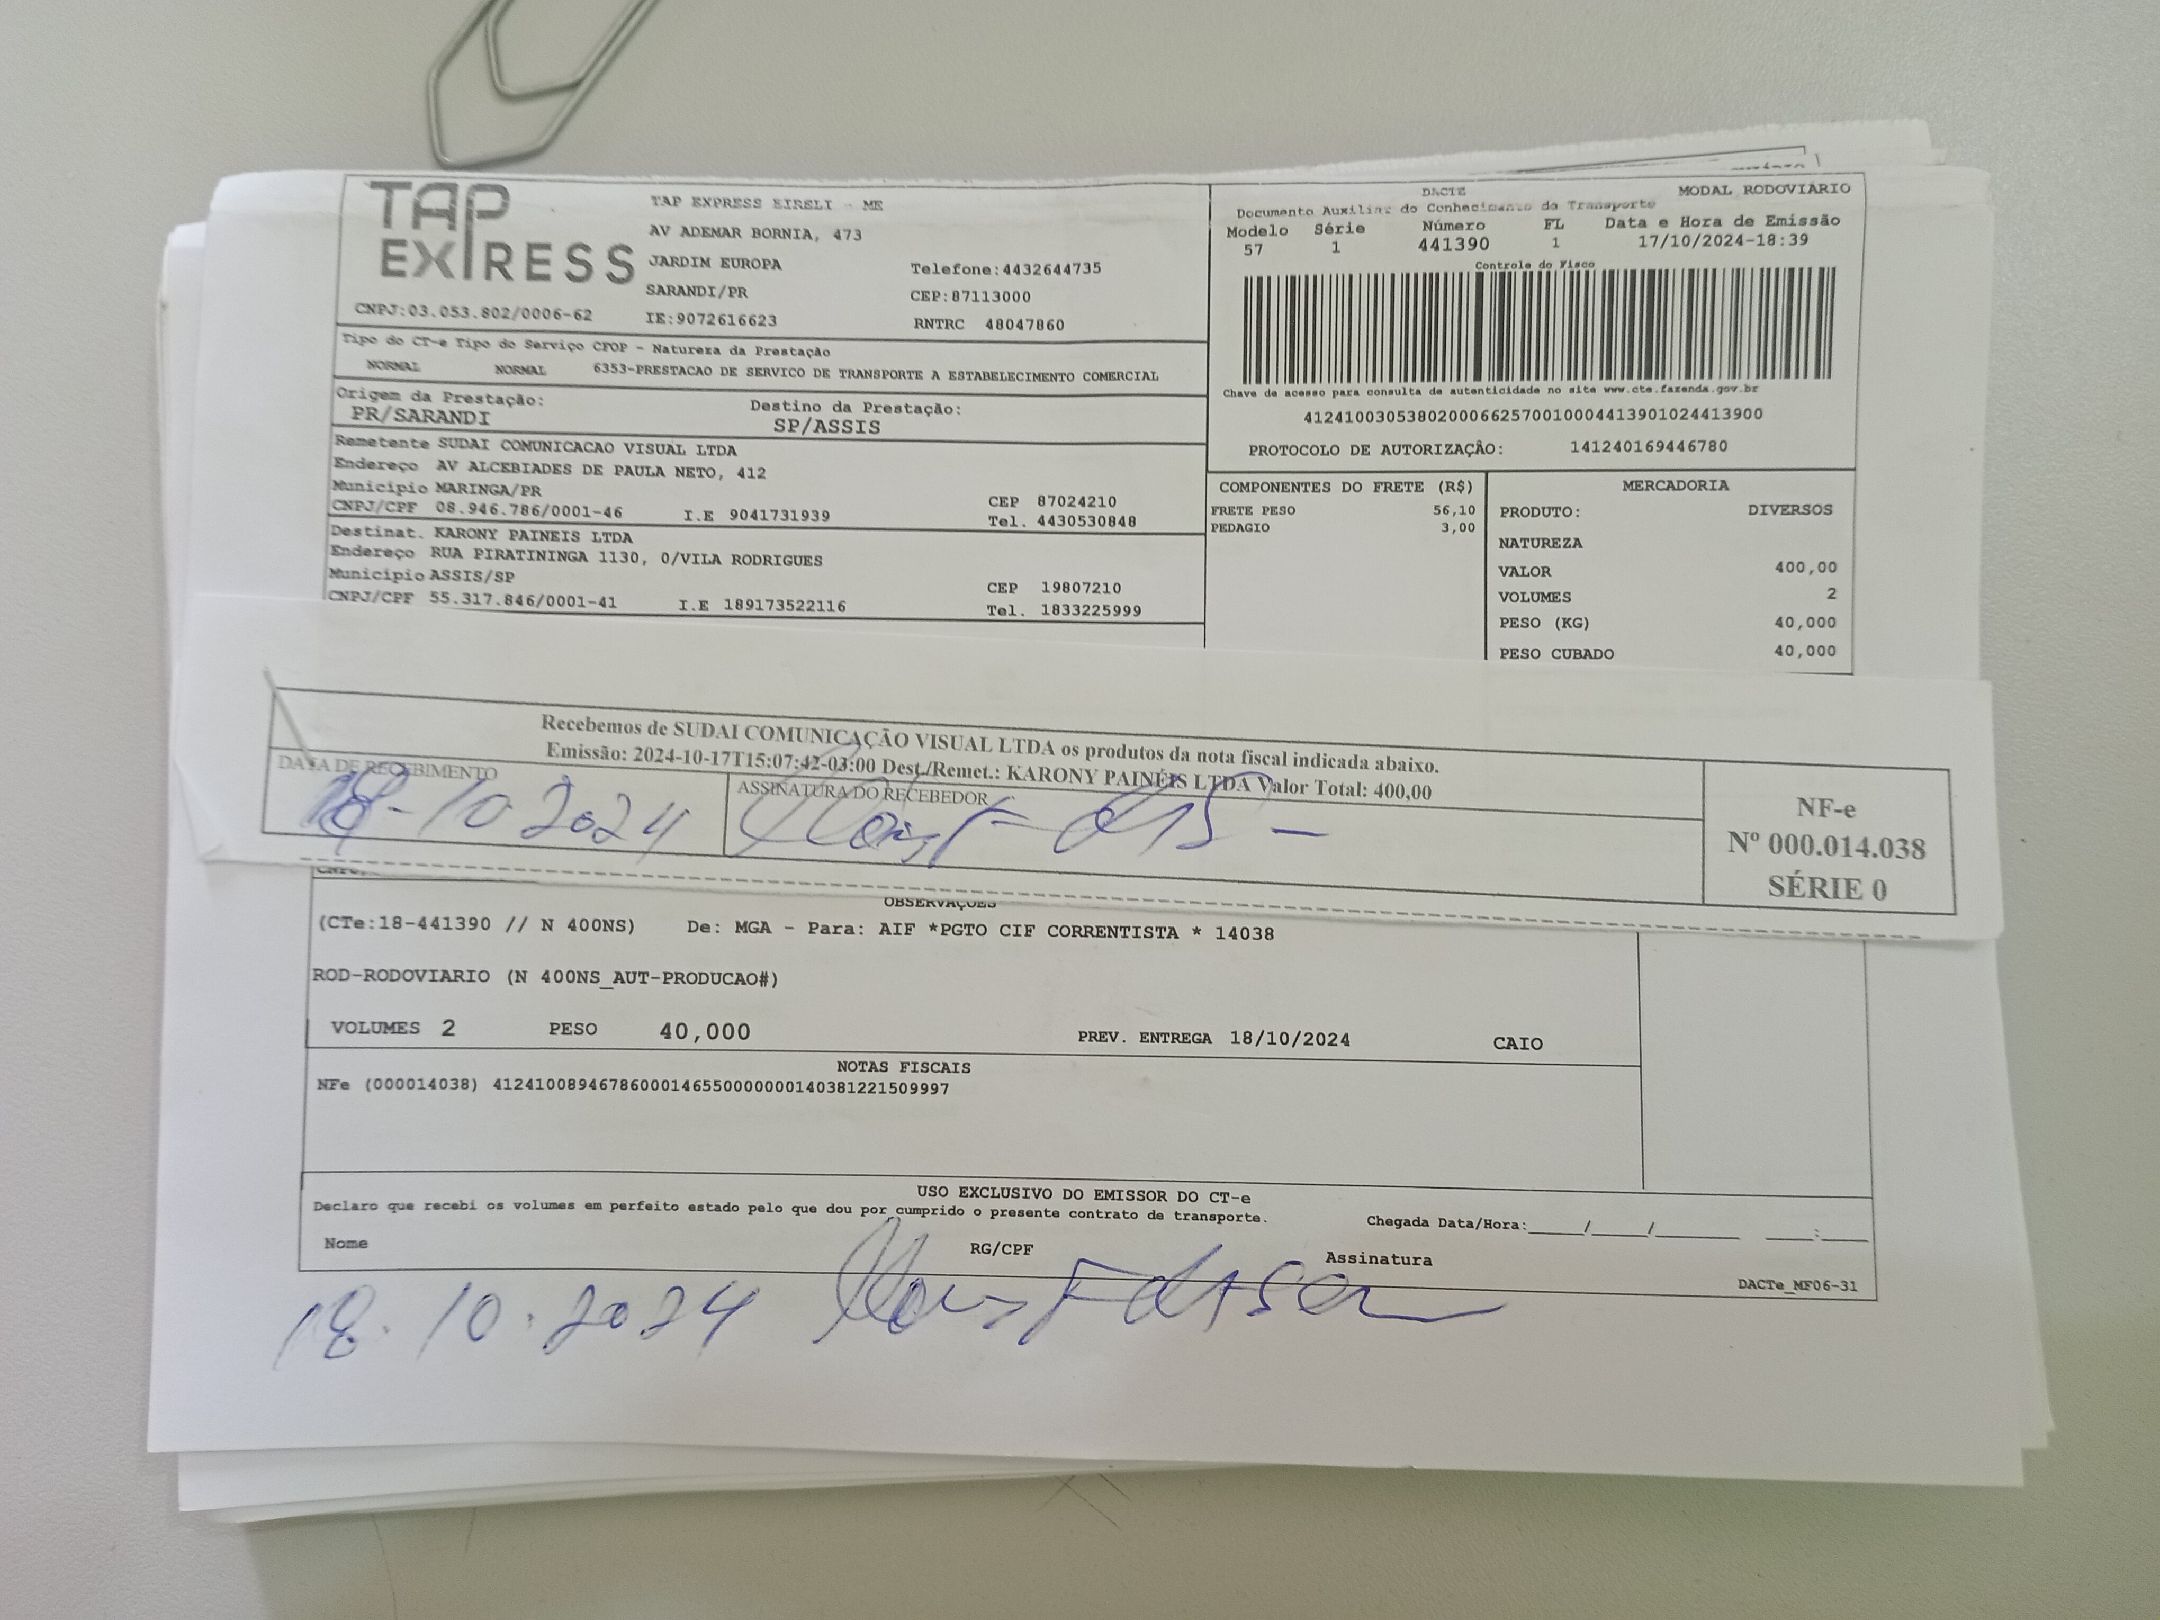 TAP
EXPRESS
TAP EXPRESS EIRELI - ME
AV ADEMAR BORNIA, 473
JARDIM EUROPA Telefone:4432644735
SARANDI/PR CEP:87113000
CNPJ:03.053.802/0006-62 IE:9072616623 RNTRC 48047860
DACTE MODAL RODOVIÁRIO
Documento Auxiliar do Conhecimento da Transporte
Modelo Série Número FL Data e Hora de Emissão
57 1 441390 1 17/10/2024-18:39
Controle do Fisco
Chave de acesso para consulta de autenticidade no site www.cte.fazenda.gov.br
41241003053802000662570010004413901024413900
PROTOCOLO DE AUTORIZAÇÂO: 141240169446780
Tipo do CT-e Tipo do Serviço CFOP - Natureza da Prestação
NORMAL NORMAL 6353-PRESTACAO DE SERVICO DE TRANSPORTE A ESTABELECIMENTO COMERCIAL
Origem da Prestação: Destino da Prestação:
PR/SARANDI SP/ASSIS
Remetente SUDAI COMUNICACAO VISUAL LTDA
Endereço AV ALCEBIADES DE PAULA NETO, 412
Município MARINGA/PR CEP 87024210
CNPJ/CPF 08.946.786/0001-46 I.E 9041731939 Tel. 4430530848
Destinat. KARONY PAINEIS LTDA
Endereço RUA PIRATININGA 1130, 0/VILA RODRIGUES
Município ASSIS/SP CEP 19807210
CNPJ/CPF 55.317.846/0001-41 I.E 189173522116 Tel. 1833225999
COMPONENTES DO FRETE (R$)
FRETE PESO 56,10
PEDAGIO 3,00
MERCADORIA
PRODUTO: DIVERSOS
NATUREZA
VALOR 400,00
VOLUMES 2
PESO (KG) 40,000
PESO CUBADO 40,000
Recebemos de SUDAI COMUNICAÇÃO VISUAL LTDA os produtos da nota fiscal indicada abaixo.
Emissão: 2024-10-17T15:07:42-03:00 Dest./Remet.: KARONY PAINÉIS LTDA Valor Total: 400,00
DATA DE RECEBIMENTO ASSINATURA DO RECEBEDOR
18-10 2024
NF-e
Nº 000.014.038
SÉRIE 0
OBSERVAÇÕES
(CTe:18-441390 // N 400NS) De: MGA - Para: AIF *PGTO CIF CORRENTISTA * 14038
ROD-RODOVIARIO (N 400NS_AUT-PRODUCAO#)
VOLUMES 2 PESO 40,000 PREV. ENTREGA 18/10/2024 CAIO
NOTAS FISCAIS
NFe (000014038) 41241008946786000146550000000140381221509997
USO EXCLUSIVO DO EMISSOR DO CT-e
Declaro que recebi os volumes em perfeito estado pelo que dou por cumprido o presente contrato de transporte.
Chegada Data/Hora:____/____/______ ____:____
Nome RG/CPF Assinatura
DACTe_MF06-31
18.10.2024